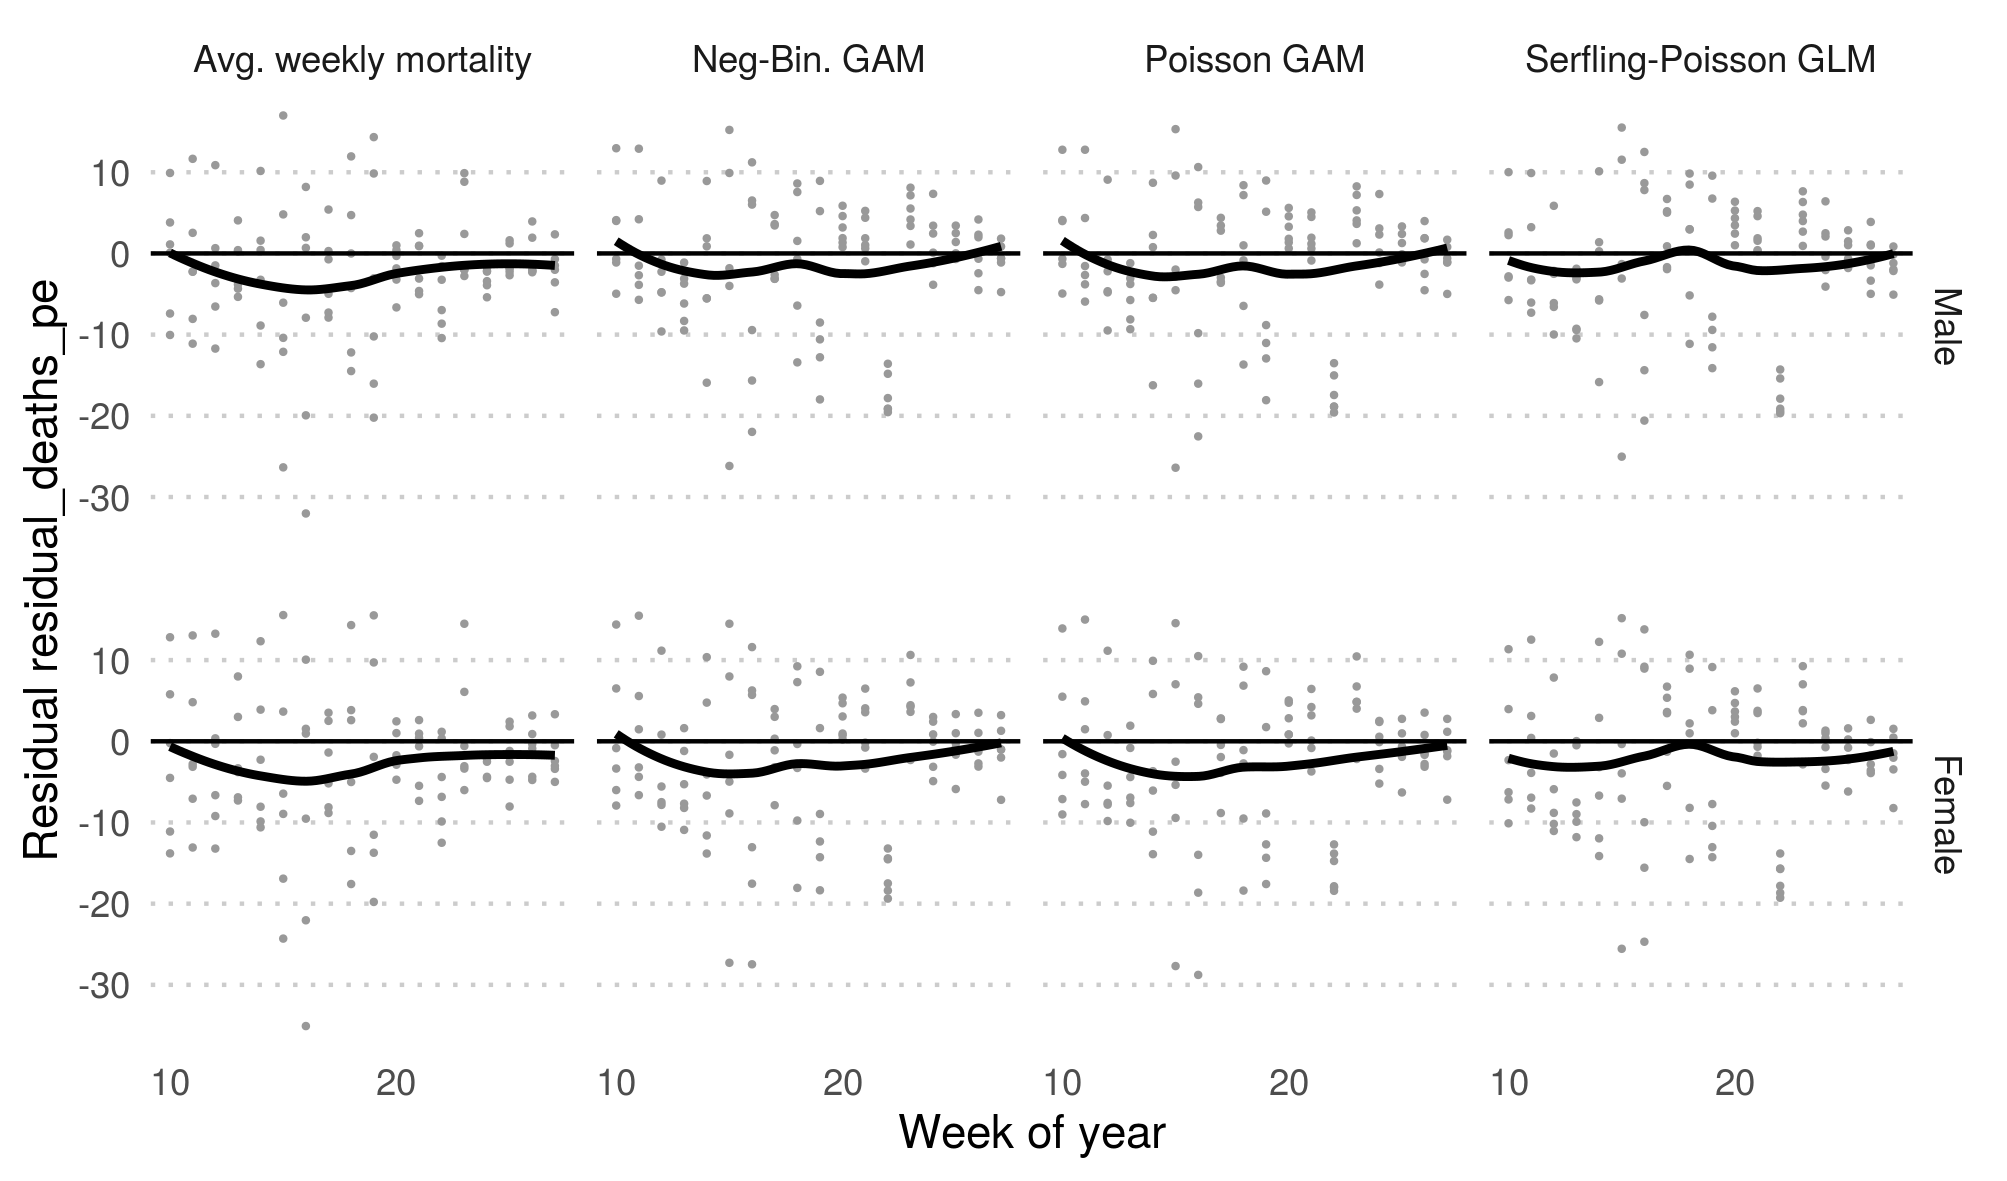 Avg. weekly mortality
Neg-Bin. GAM
Poisson GAM
Serfling-Poisson GLM
10
0
-10
-20
-30
Male
10
0
-10
-20
-30
Female
Residual residual_deaths_pe
10 20 10 20 10 20 10 20
Week of year